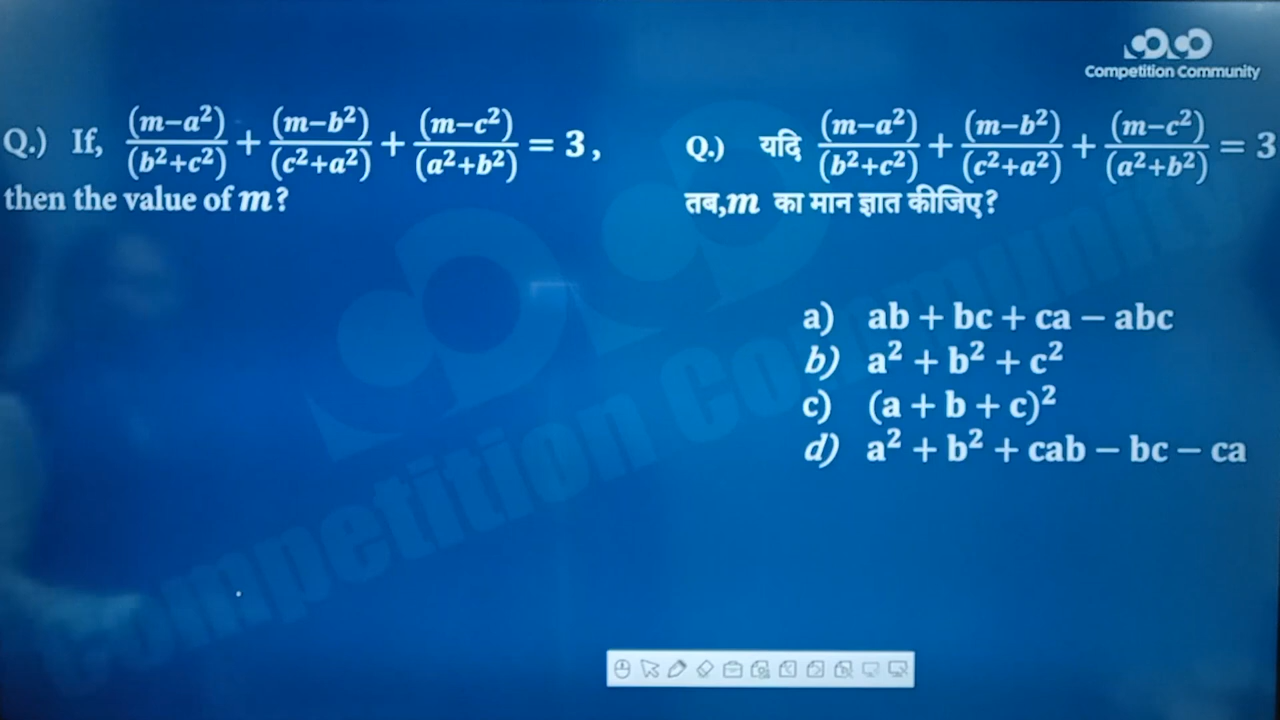 Competition Community
Q.) If, (m−a²)/(b²+c²) + (m−b²)/(c²+a²) + (m−c²)/(a²+b²) = 3,
then the value of m?
Q.) यदि (m−a²)/(b²+c²) + (m−b²)/(c²+a²) + (m−c²)/(a²+b²) = 3
तब,m का मान ज्ञात कीजिए?
a) ab + bc + ca − abc
b) a² + b² + c²
c) (a + b + c)²
d) a² + b² + cab − bc − ca
Competition Community